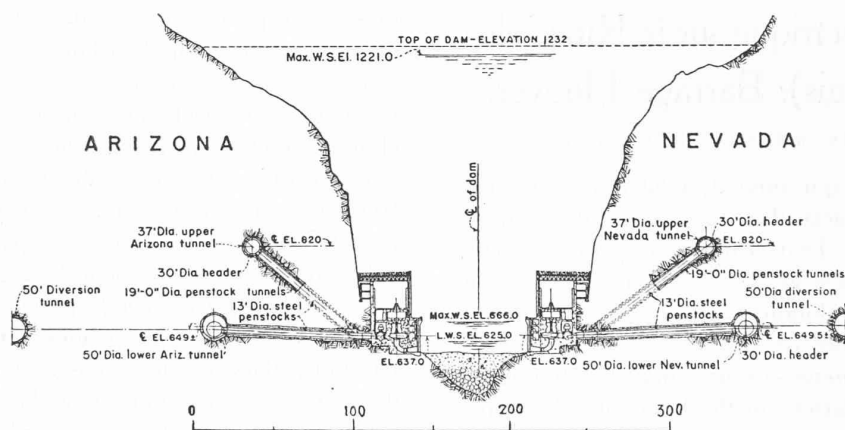 TOP OF DAM-ELEVATION 1232
Max. W.S.El. 1221.0
ARIZONA
NEVADA
℄ of dam
37' Dia. upper
Arizona tunnel
℄ EL.820
30' Dia. header
19'-0" Dia. penstock tunnels
13' Dia. steel
penstocks
50' Diversion
tunnel
℄ EL.649±
50' Dia. lower Ariz. tunnel
37' Dia. upper
Nevada tunnel
30' Dia. header
℄ EL.820
19'-0" Dia. penstock tunnels
13' Dia. steel
penstocks
50' Dia diversion
tunnel
℄ EL.649.5±
50' Dia. lower Nev. tunnel
30' Dia. header
Max. W.S. EL.666.0
L.W.S. EL.625.0
EL.637.0
EL.637.0
0 100 200 300